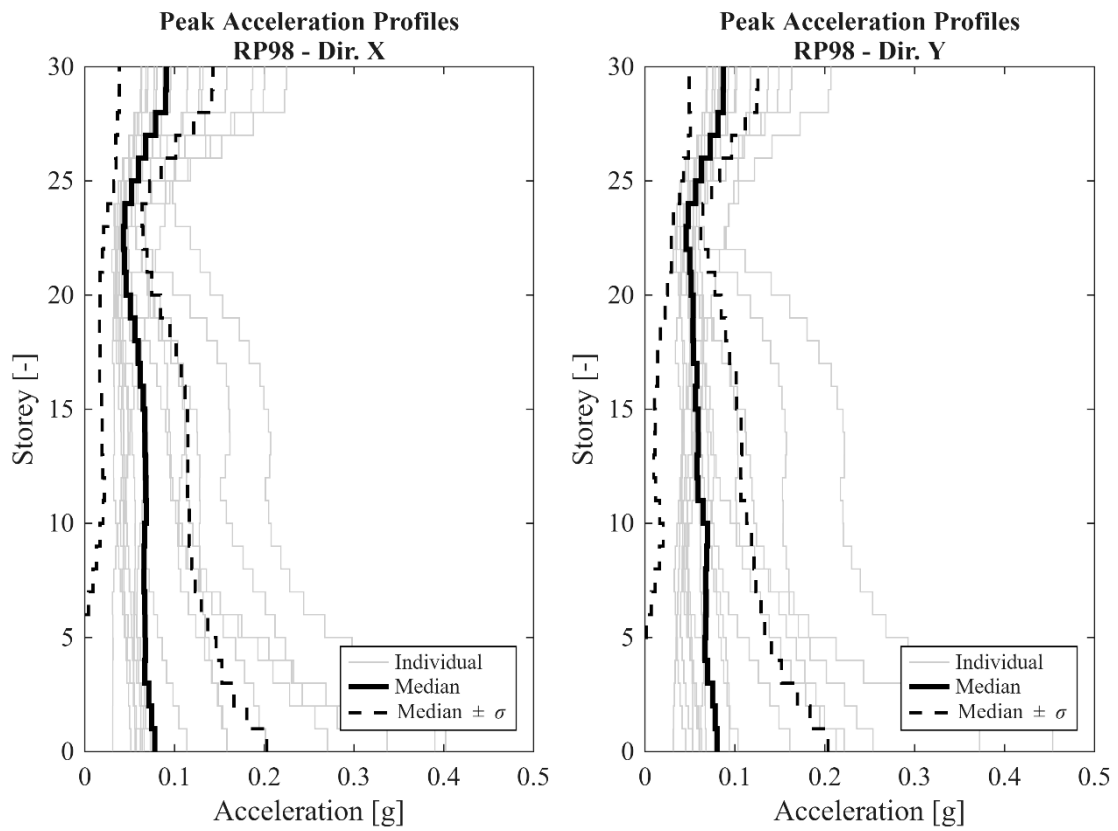 Peak Acceleration Profiles
RP98 - Dir. X
30
25
20
15
10
5
0
Storey [-]
0
0.1
0.2
0.3
0.4
0.5
Acceleration [g]
Individual
Median
Median ± σ
Peak Acceleration Profiles
RP98 - Dir. Y
30
25
20
15
10
5
0
Storey [-]
0
0.1
0.2
0.3
0.4
0.5
Acceleration [g]
Individual
Median
Median ± σ